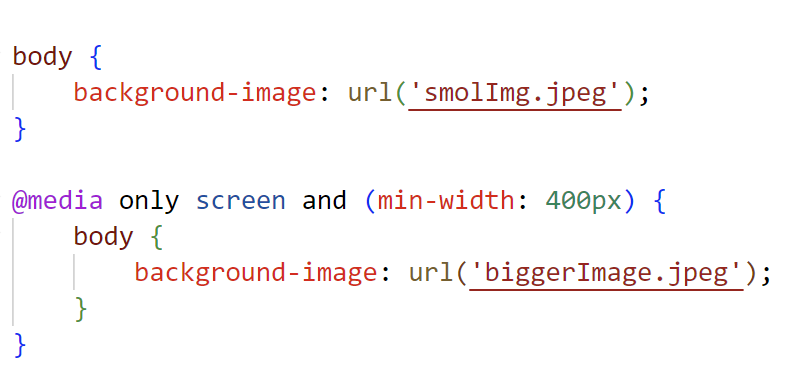 body {
    background-image: url('smolImg.jpeg');
}
@media only screen and (min-width: 400px) {
    body {
        background-image: url('biggerImage.jpeg');
    }
}